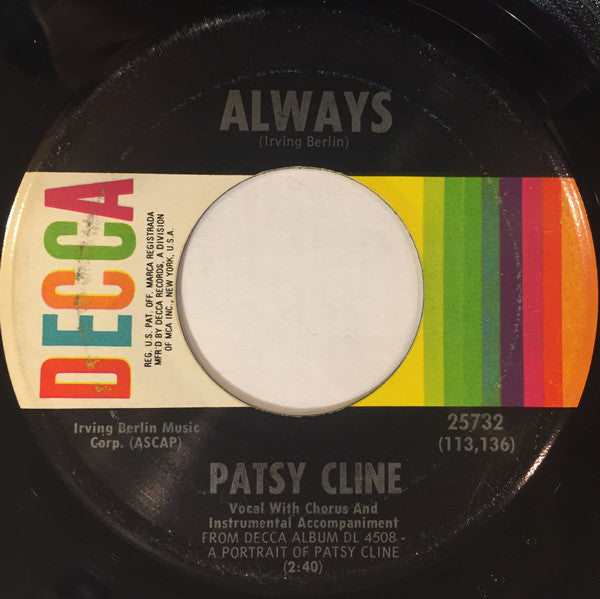 ALWAYS
(Irving Berlin)
DECCA
REG. U.S. PAT. OFF. MARCA REGISTRADA
MFR'D BY DECCA RECORDS, A DIVISION
OF MCA INC., NEW YORK, U.S.A.
Irving Berlin Music
Corp. (ASCAP)
25732
(113,136)
PATSY CLINE
Vocal With Chorus And
Instrumental Accompaniment
FROM DECCA ALBUM DL 4508-
A PORTRAIT OF PATSY CLINE
(2:40)